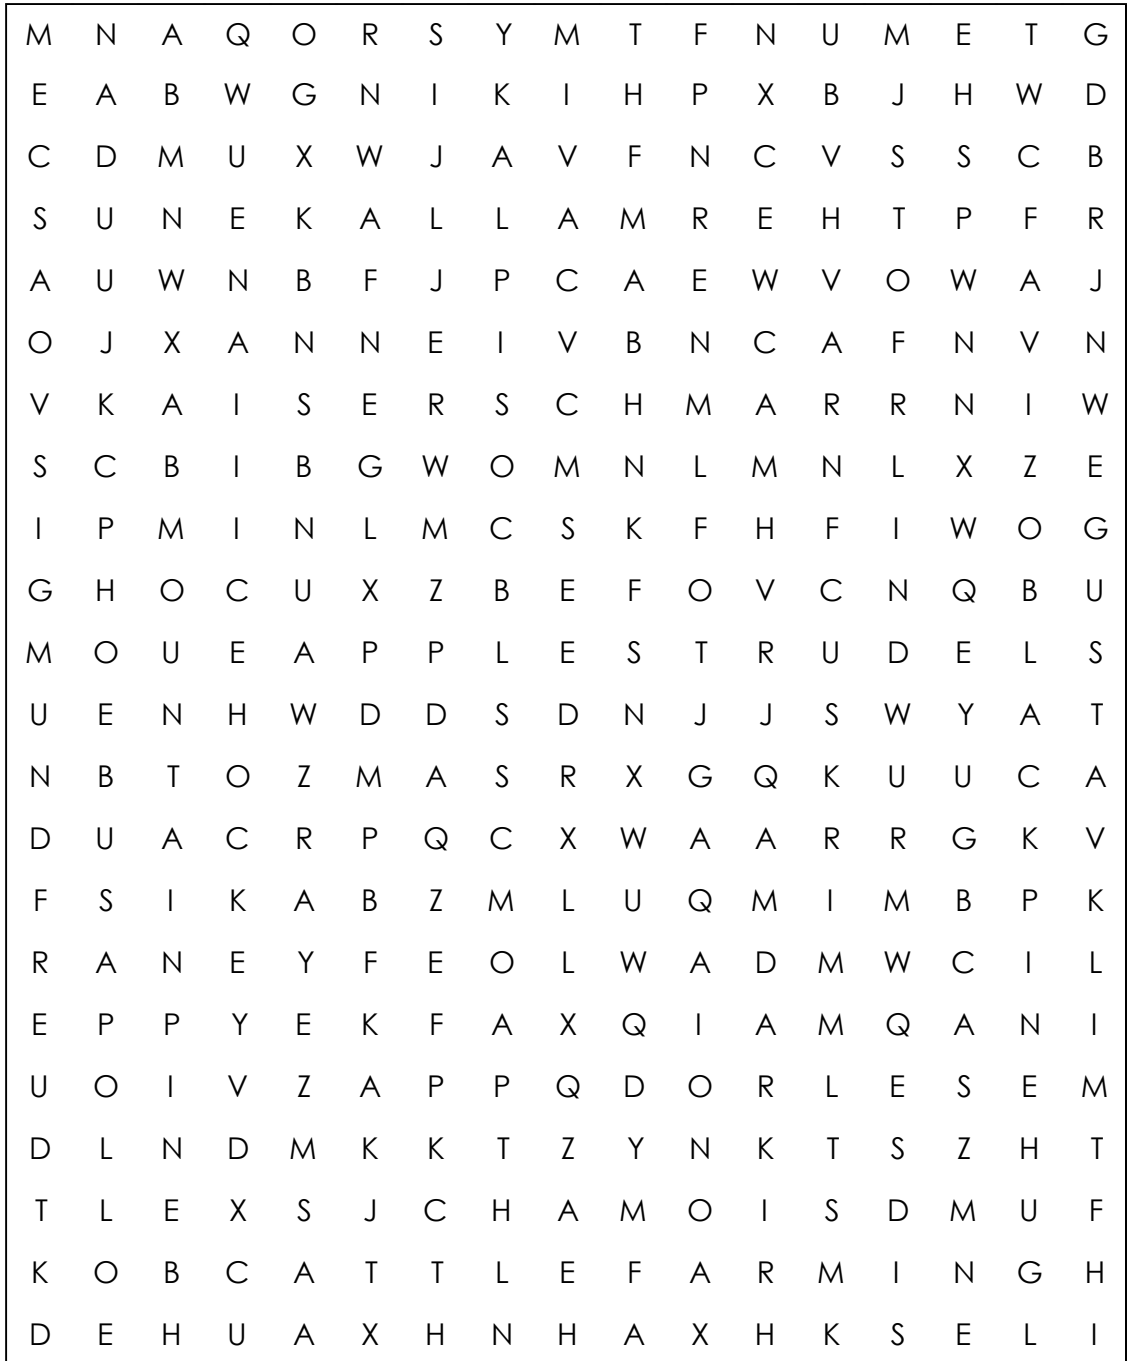 M N A Q O R S Y M T F N U M E T G
E A B W G N I K I H P X B J H W D
C D M U X W J A V F N C V S S C B
S U N E K A L L A M R E H T P F R
A U W N B F J P C A E W V O W A J
O J X A N N E I V B N C A F N V N
V K A I S E R S C H M A R R N I W
S C B I B G W O M N L M N L X Z E
I P M I N L M C S K F H F I W O G
G H O C U X Z B E F O V C N Q B U
M O U E A P P L E S T R U D E L S
U E N H W D D S D N J J S W Y A T
N B T O Z M A S R X G Q K U U C A
D U A C R P Q C X W A A R R G K V
F S I K A B Z M L U Q M I M B P K
R A N E Y F E O L W A D M W C I L
E P P Y E K F A X Q I A M Q A N I
U O I V Z A P P Q D O R L E S E M
D L N D M K K T Z Y N K T S Z H T
T L E X S J C H A M O I S D M U F
K O B C A T T L E F A R M I N G H
D E H U A X H N H A X H K S E L I